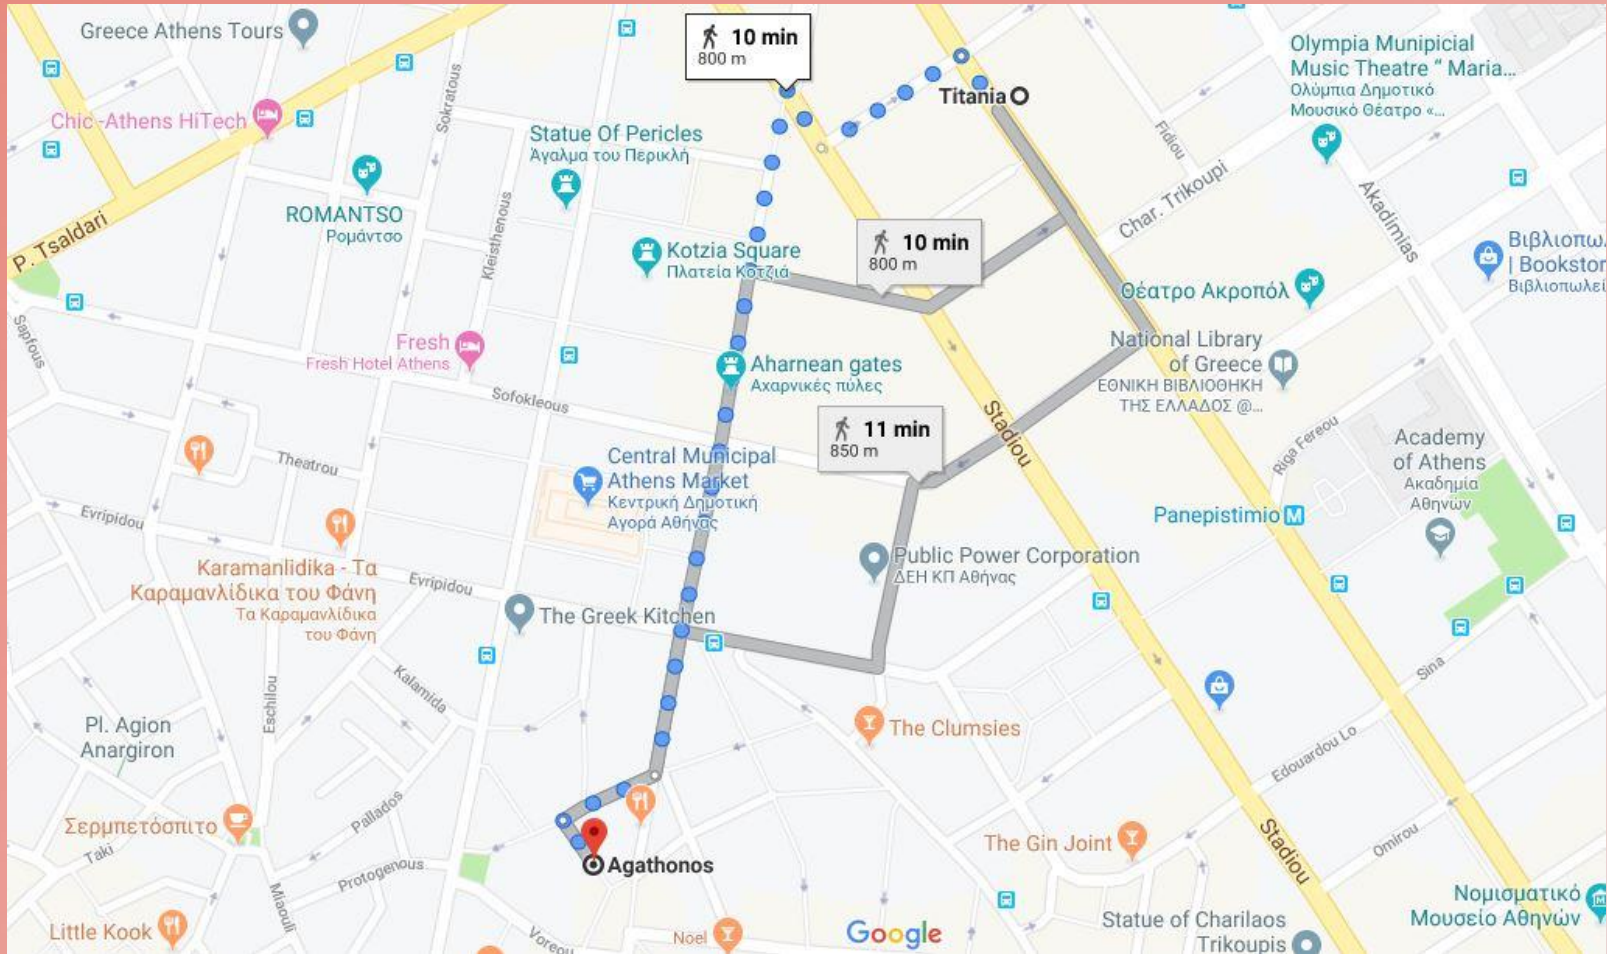 Greece Athens Tours
10 min
800 m
Titania
Olympia Munipicial
Music Theatre “ Maria...
Ολύμπια Δημοτικό
Μουσικό Θέατρο «...
Chic -Athens HiTech
Sokratous
Statue Of Pericles
Άγαλμα του Περικλή
Fidiou
Char. Trikoupi
Akadimias
ROMANTSO
Ρομάντσο
P. Tsaldari
Kleisthenous
Kotzia Square
Πλατεία Κοτζιά
10 min
800 m
Βιβλιοπω
| Bookstor
Βιβλιοπωλεί
Θέατρο Ακροπόλ
Sapfous
Fresh
Fresh Hotel Athens
Aharnean gates
Αχαρνικές πύλες
National Library
of Greece
ΕΘΝΙΚΗ ΒΙΒΛΙΟΘΗΚΗ
ΤΗΣ ΕΛΛΑΔΟΣ @...
Sofokleous
Stadiou
11 min
850 m
Theatrou
Central Municipal
Athens Market
Κεντρική Δημοτική
Αγορά Αθήνας
Riga Fereou
Academy
of Athens
Ακαδημία
Αθηνών
Evripidou
Panepistimio M
Public Power Corporation
ΔΕΗ ΚΠ Αθήνας
Karamanlidika - Τα
Καραμανλίδικα του Φάνη
Τα Καραμανλίδικα
του Φάνη
Evripidou
The Greek Kitchen
Kalamida
Sina
Eschilou
Pl. Agion
Anargiron
The Clumsies
Edouardou Lo
Pallados
Σερμπετόσπιτο
Taki
Protogenous
Agathonos
The Gin Joint
Stadiou
Omirou
Miaouli
Little Kook
Voreou
Noel
Google
Statue of Charilaos
Trikoupis
Νομισματικό
Μουσείο Αθηνών